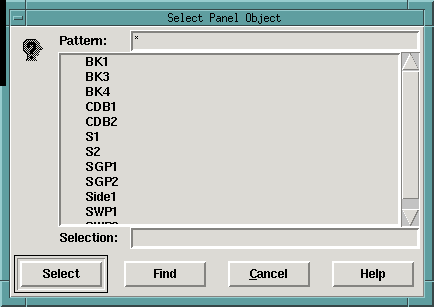 Select Panel Object
Pattern: *
BK1
BK3
BK4
CDB1
CDB2
S1
S2
SGP1
SGP2
Side1
SWP1
Selection:
Select Find Cancel Help